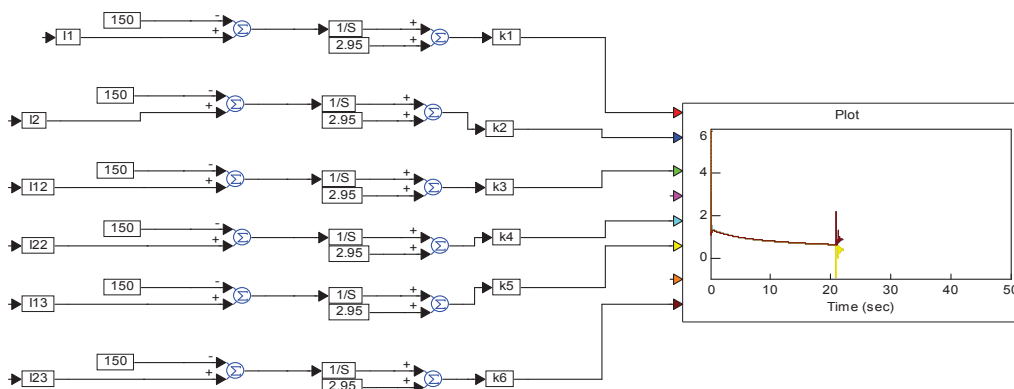 150 - + Σ 1/S 2.95 + + Σ k1
I1
150 - + Σ 1/S 2.95 + + Σ k2
I2
150 - + Σ 1/S 2.95 + + Σ k3
I12
150 - + Σ 1/S 2.95 + + Σ k4
I22
150 - + Σ 1/S 2.95 + + Σ k5
I13
150 - + Σ 1/S 2.95 + + Σ k6
I23
Plot
6
4
2
0
0 10 20 30 40 50
Time (sec)